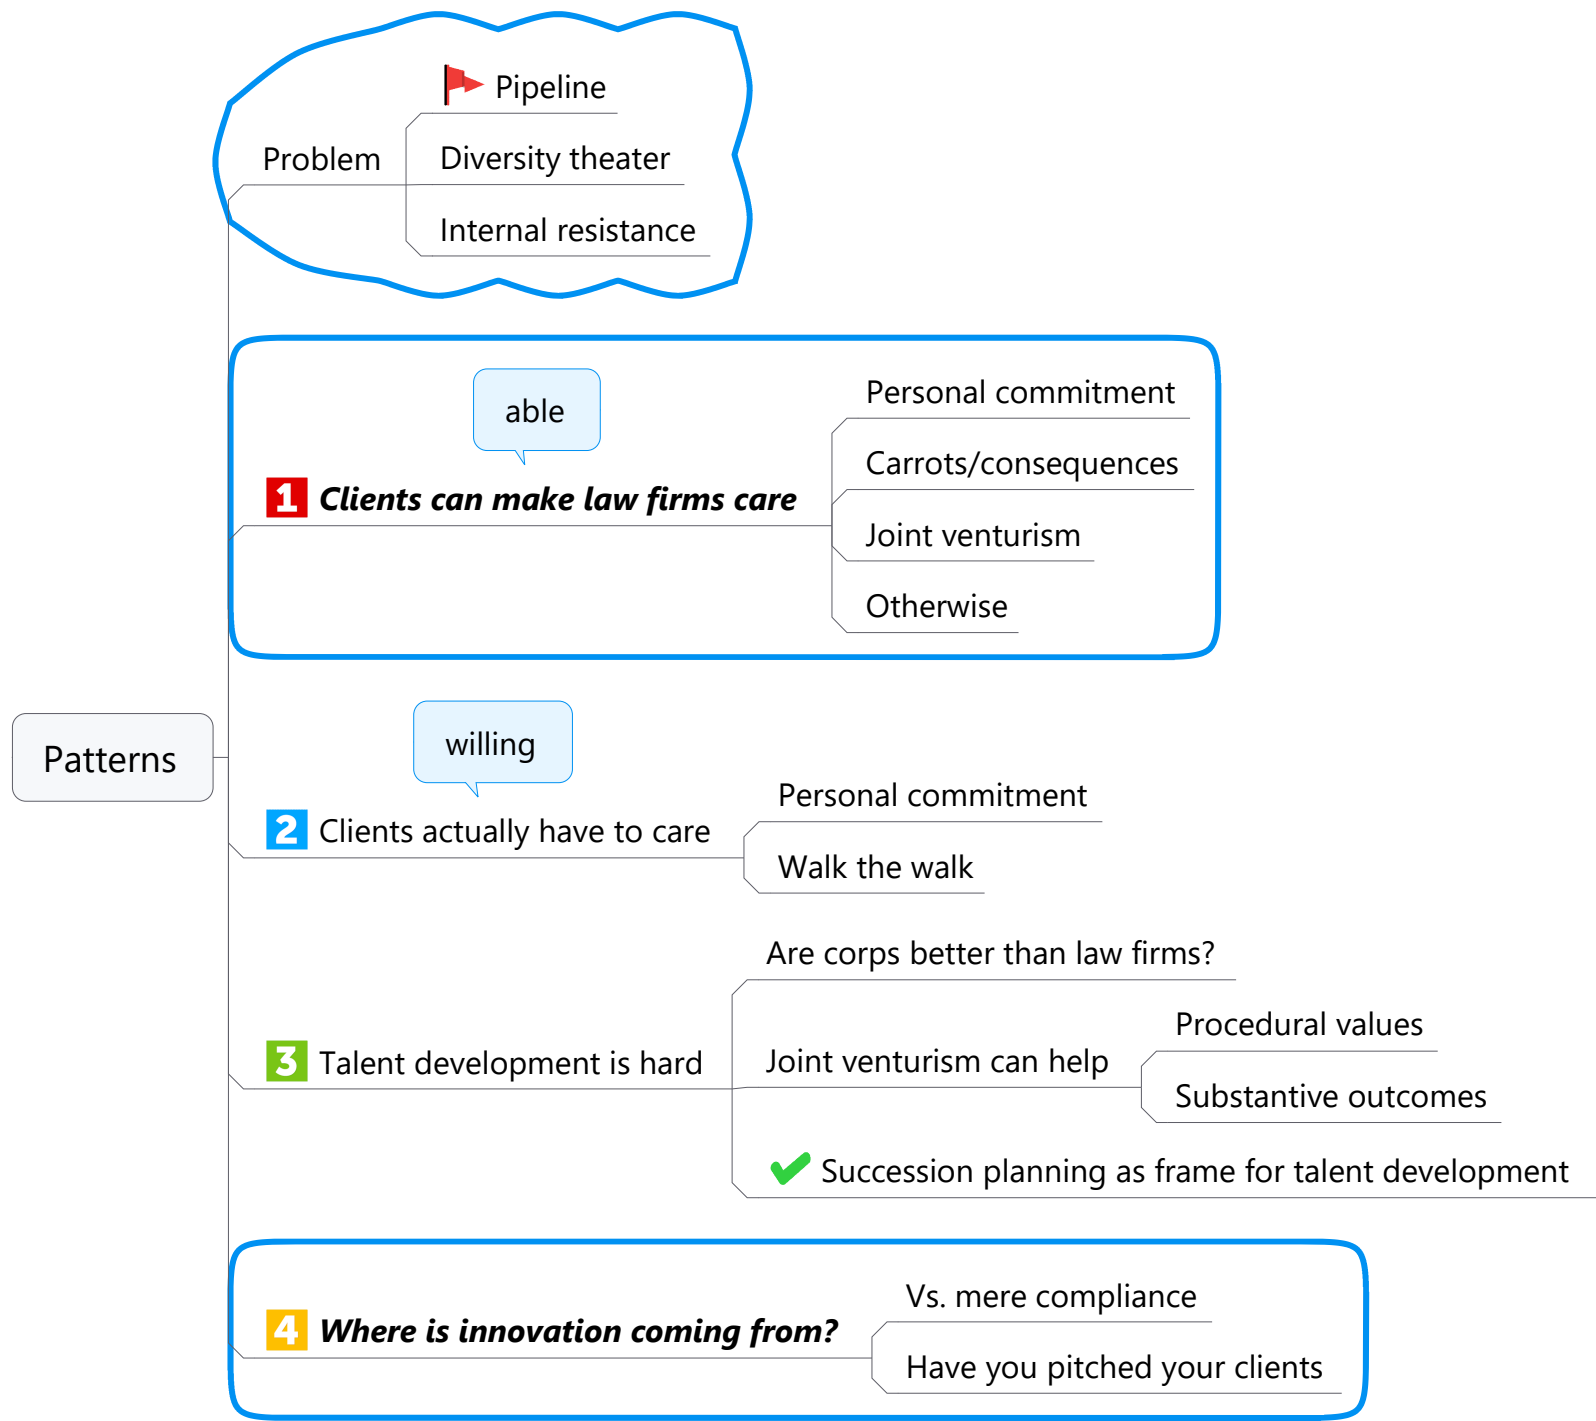 Patterns
Problem
Pipeline
Diversity theater
Internal resistance
able
1 Clients can make law firms care
Personal commitment
Carrots/consequences
Joint venturism
Otherwise
willing
2 Clients actually have to care
Personal commitment
Walk the walk
3 Talent development is hard
Are corps better than law firms?
Joint venturism can help
Procedural values
Substantive outcomes
Succession planning as frame for talent development
4 Where is innovation coming from?
Vs. mere compliance
Have you pitched your clients